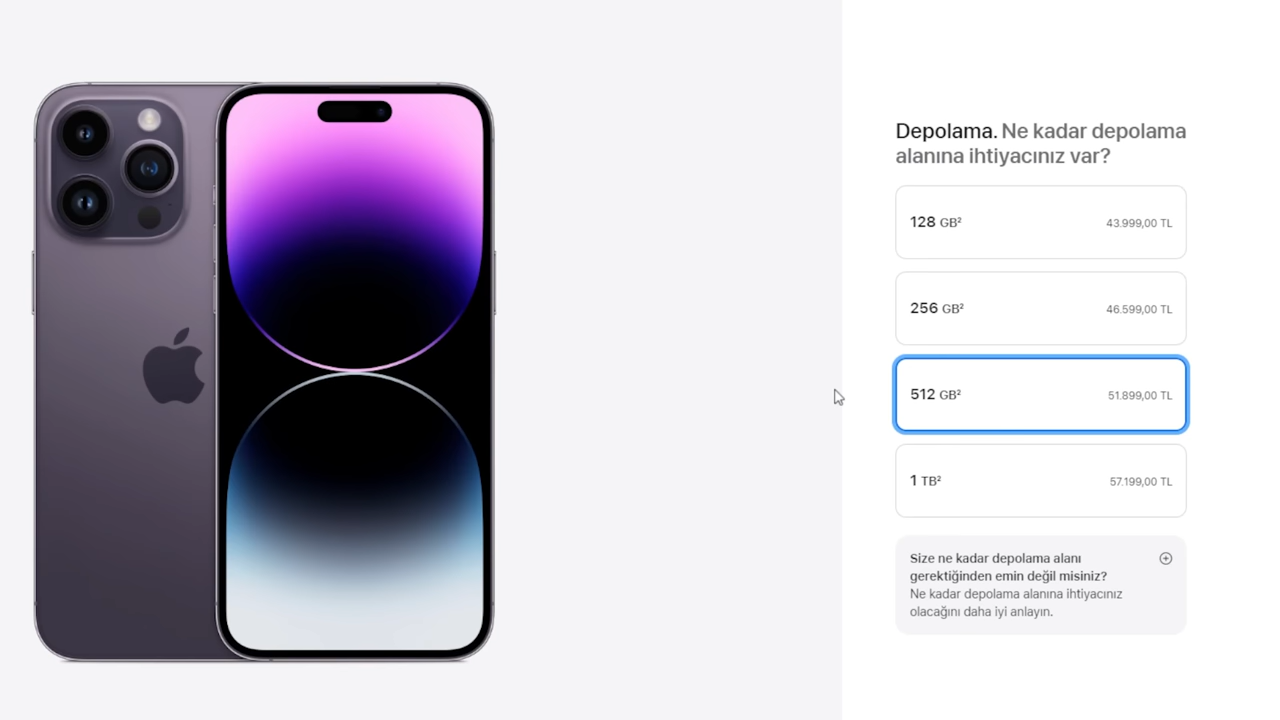 Depolama. Ne kadar depolama
alanına ihtiyacınız var?
128 GB² 43.999,00 TL
256 GB² 46.599,00 TL
512 GB² 51.899,00 TL
1 TB² 57.199,00 TL
Size ne kadar depolama alanı
gerektiğinden emin değil misiniz?
Ne kadar depolama alanına ihtiyacınız
olacağını daha iyi anlayın.